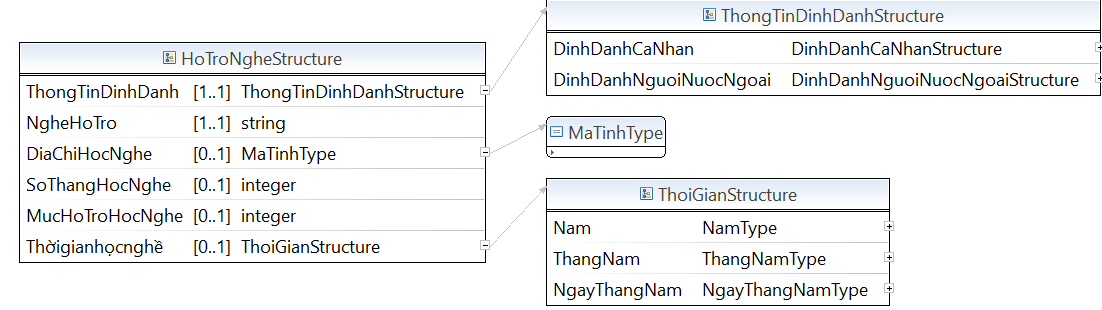 HoTroNgheStructure
ThongTinDinhDanh [1..1] ThongTinDinhDanhStructure
NgheHoTro [1..1] string
DiaChiHocNghe [0..1] MaTinhType
SoThangHocNghe [0..1] integer
MucHoTroHocNghe [0..1] integer
Thờigianhọcnghề [0..1] ThoiGianStructure
ThongTinDinhDanhStructure
DinhDanhCaNhan DinhDanhCaNhanStructure
DinhDanhNguoiNuocNgoai DinhDanhNguoiNuocNgoaiStructure
MaTinhType
ThoiGianStructure
Nam NamType
ThangNam ThangNamType
NgayThangNam NgayThangNamType